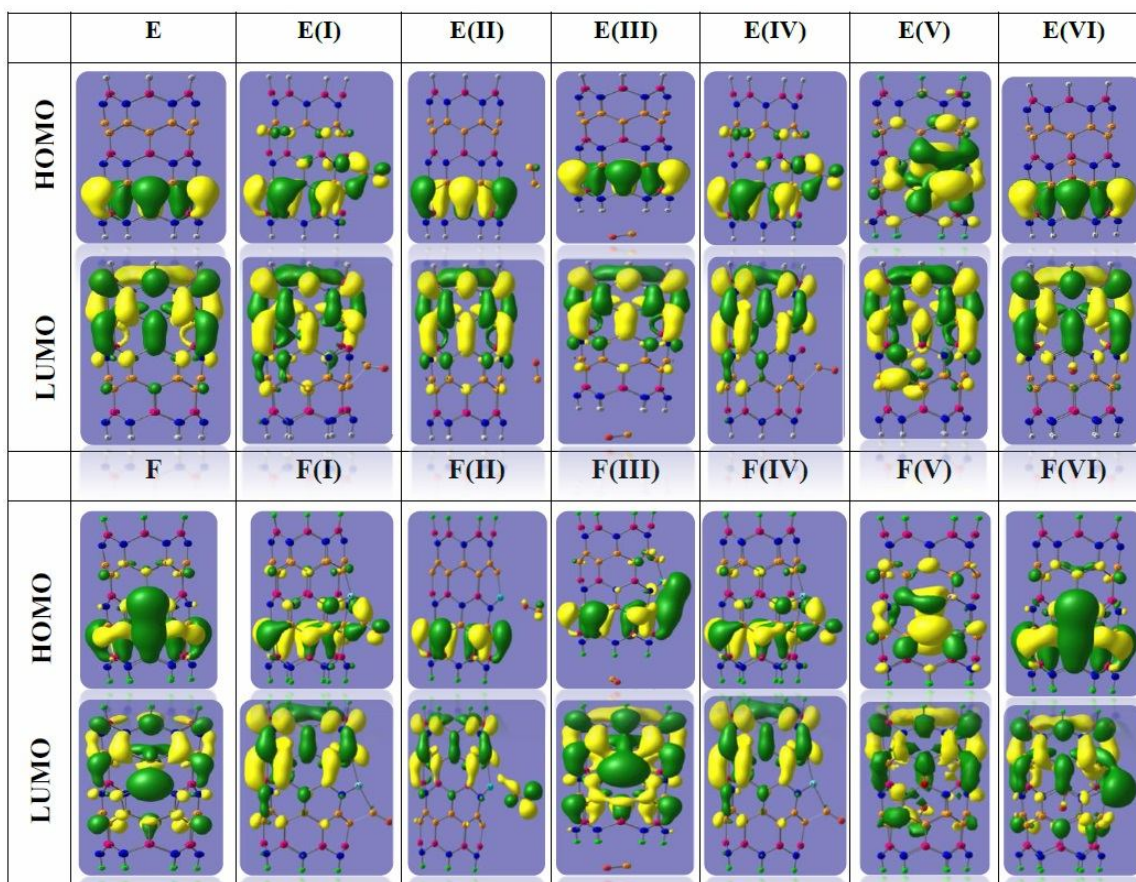 E E(I) E(II) E(III) E(IV) E(V) E(VI)
HOMO
LUMO
F F(I) F(II) F(III) F(IV) F(V) F(VI)
HOMO
LUMO